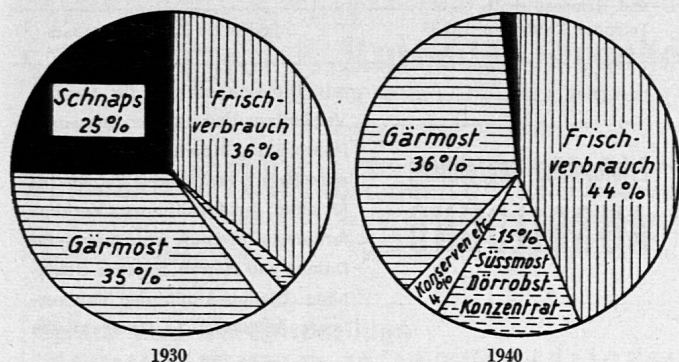 Schnaps
25%
Frisch-
verbrauch
36%
Gärmost
35%
Gärmost
36%
Frisch-
verbrauch
44%
Konserven etc.
4%
15%
Süssmost
Dörrobst
Konzentrat
1930
1940